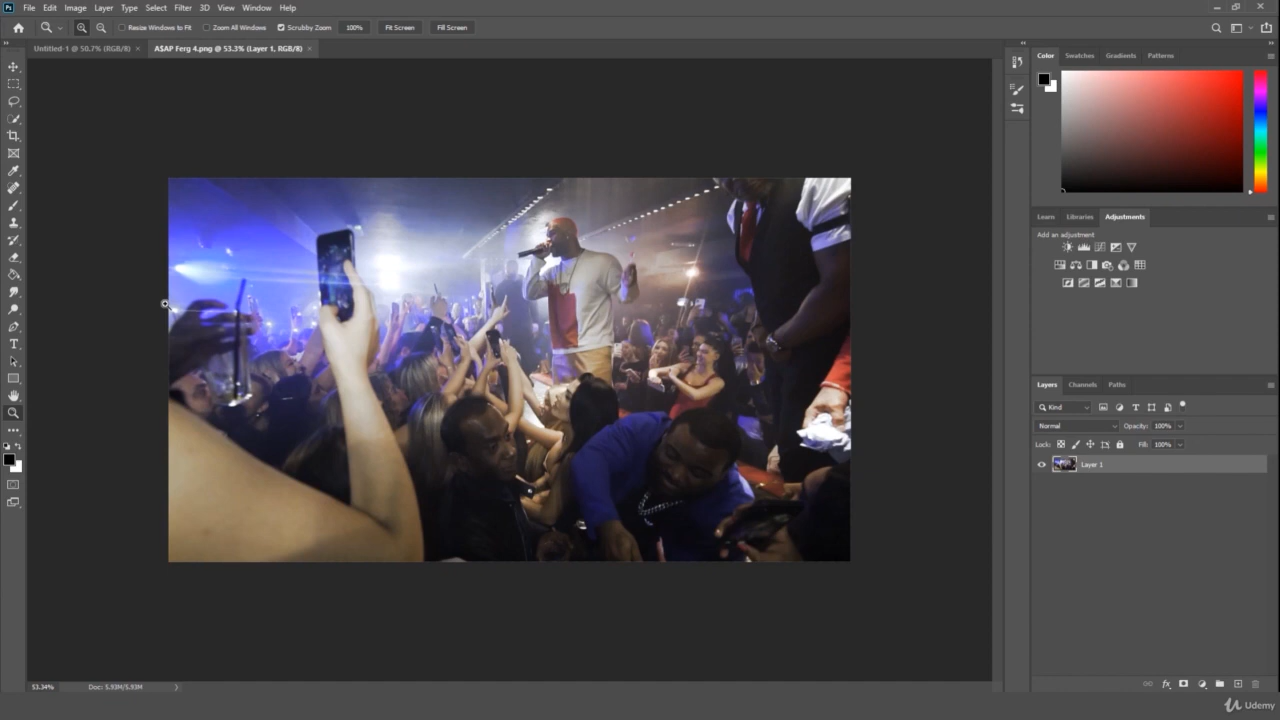 Ps File Edit Image Layer Type Select Filter 3D View Window Help
Resize Windows to Fit Zoom All Windows Scrubby Zoom 100% Fit Screen Fill Screen
Untitled-1 @ 50.7% (RGB/8) × A$AP Ferg 4.png @ 53.3% (Layer 1, RGB/8) ×
Color Swatches Gradients Patterns
Learn Libraries Adjustments
Add an adjustment
Layers Channels Paths
Kind
Normal Opacity: 100%
Lock: Fill: 100%
Layer 1
53.34% Doc: 5.93M/5.93M
Udemy